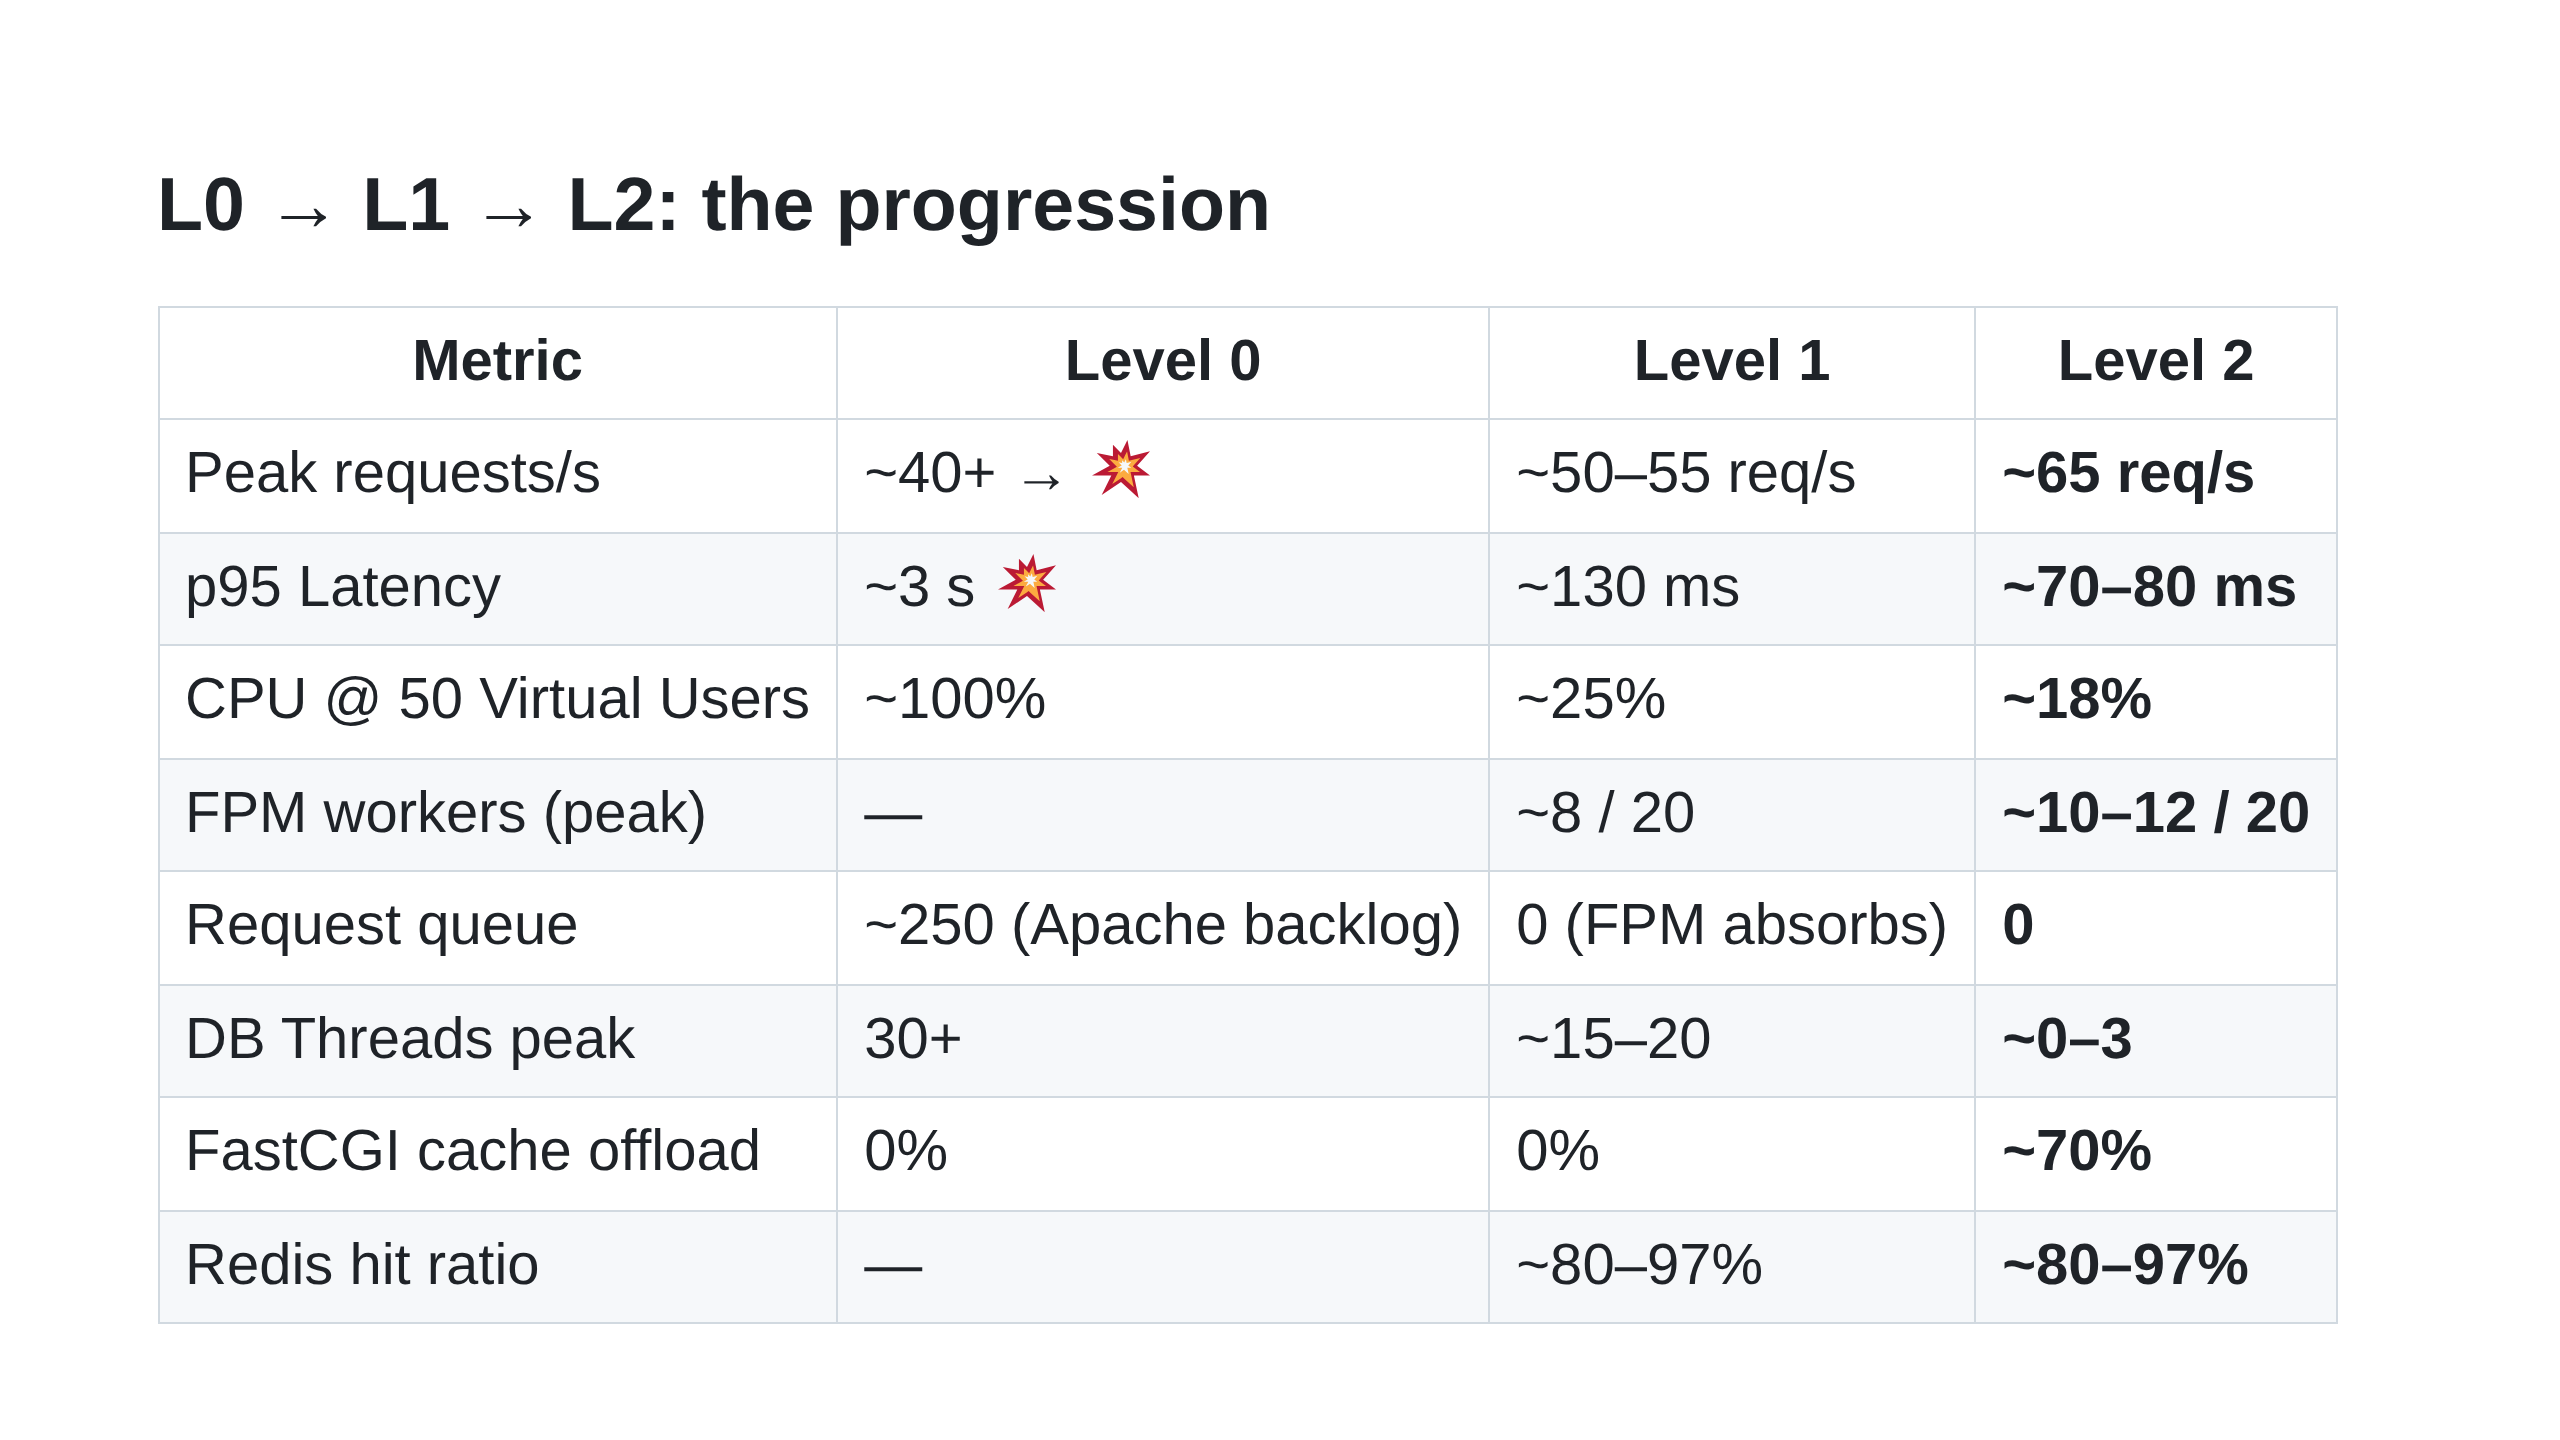 L0 → L1 → L2: the progression
Metric Level 0 Level 1 Level 2
Peak requests/s ~40+ → 💥 ~50–55 req/s ~65 req/s
p95 Latency ~3 s 💥 ~130 ms ~70–80 ms
CPU @ 50 Virtual Users ~100% ~25% ~18%
FPM workers (peak) — ~8 / 20 ~10–12 / 20
Request queue ~250 (Apache backlog) 0 (FPM absorbs) 0
DB Threads peak 30+ ~15–20 ~0–3
FastCGI cache offload 0% 0% ~70%
Redis hit ratio — ~80–97% ~80–97%